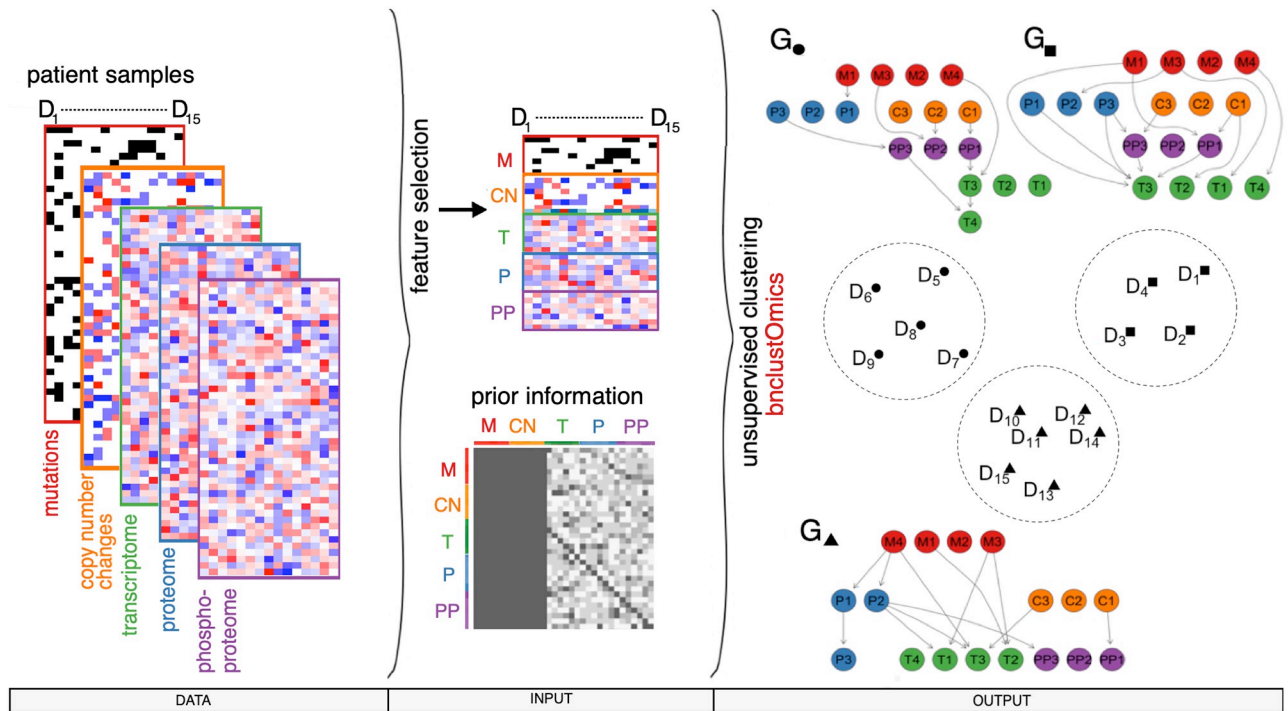 patient samples
D1 D15
mutations
copy number
changes
transcriptome
proteome
phospho-
proteome
feature selection
D1 D15
M
CN
T
P
PP
prior information
M CN T P PP
M
CN
T
P
PP
unsupervised clustering
bnclustOmics
G●
M1 M3 M2 M4
P3 P2 P1 C3 C2 C1
PP3 PP2 PP1
T3 T2 T1
T4
G■
M1 M3 M2 M4
P1 P2 P3 C3 C2 C1
PP3 PP2 PP1
T3 T2 T1 T4
D5
D6
D8
D9 D7
D1
D4
D3 D2
D10 D12
D11 D14
D15
D13
G▲
M4 M1 M2 M3
P1 P2 C3 C2 C1
P3 T4 T1 T3 T2 PP3 PP2 PP1
DATA INPUT OUTPUT